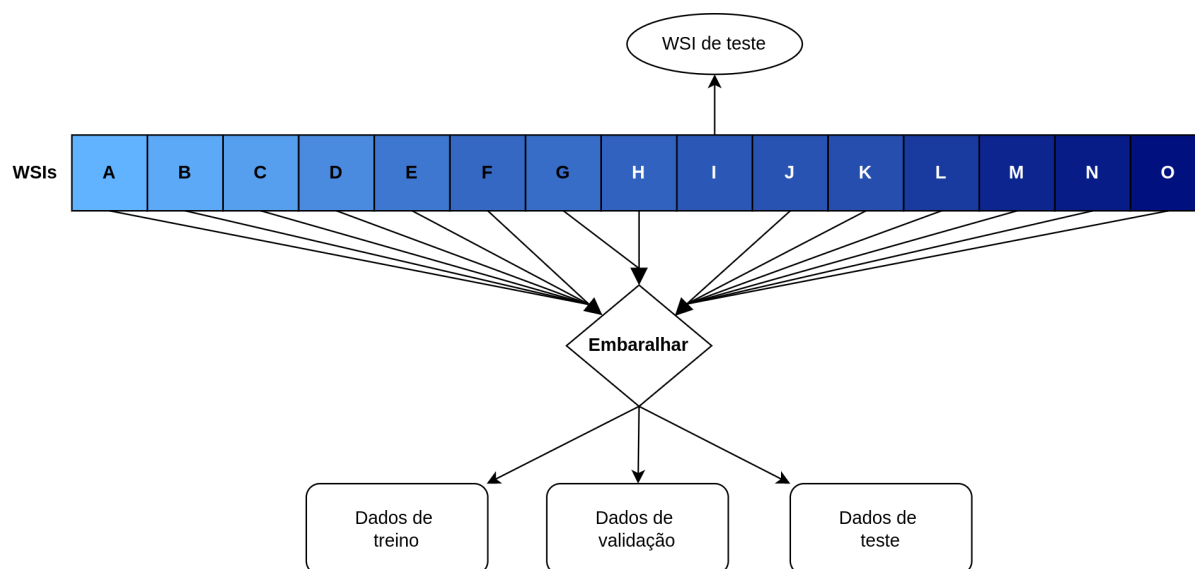 WSI de teste
WSIs A B C D E F G H I J K L M N O
Embaralhar
Dados de
treino
Dados de
validação
Dados de
teste